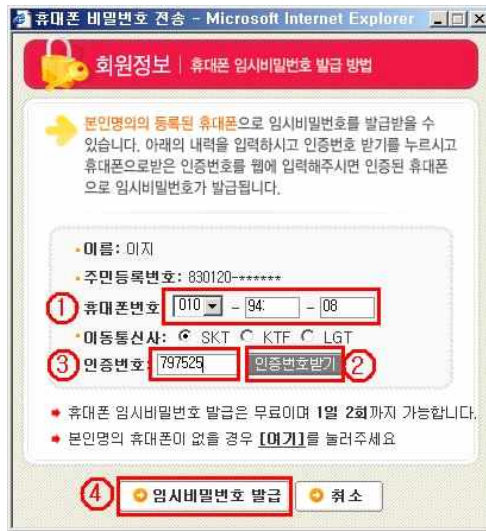 휴대폰 비밀번호 전송 - Microsoft Internet Explorer
회원정보 | 휴대폰 임시비밀번호 발급 방법
본인명의의 등록된 휴대폰으로 임시비밀번호를 발급받을 수
있습니다. 아래의 내력을 입력하시고 인증번호 받기를 누르시고
휴대폰으로받은 인증번호를 웹에 입력해주시면 인증된 휴대폰
으로 임시비밀번호가 발급됩니다.
이름: 이지
주민등록번호: 830120-******
① 휴대폰번호 010 - 94 - 08
이동통신사: SKT KTF LGT
③ 인증번호: 797525 인증번호받기 ②
휴대폰 임시비밀번호 발급은 무료이며 1일 2회까지 가능합니다.
본인명의 휴대폰이 없을 경우 [여기]를 눌러주세요
④ 임시비밀번호 발급 취소